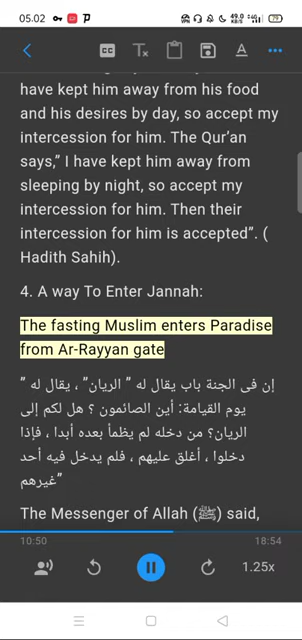 05.02
49.0
KB/S
79
CC
have kept him away from his food
and his desires by day, so accept my
intercession for him. The Qur’an
says,” I have kept him away from
sleeping by night, so accept my
intercession for him. Then their
intercession for him is accepted”. (
Hadith Sahih).
4. A way To Enter Jannah:
The fasting Muslim enters Paradise
from Ar-Rayyan gate
” إن فى الجنة باب يقال له ” الريان”، يقال له
يوم القيامة: أين الصائمون ؟ هل لكم إلى
الريان؟ من دخله لم يظمأ بعده أبدا ، فإذا
دخلوا ، أغلق عليهم ، فلم يدخل فيه أحد
غيرهم”
The Messenger of Allah (ﷺ) said,
10:50
18:54
1.25x